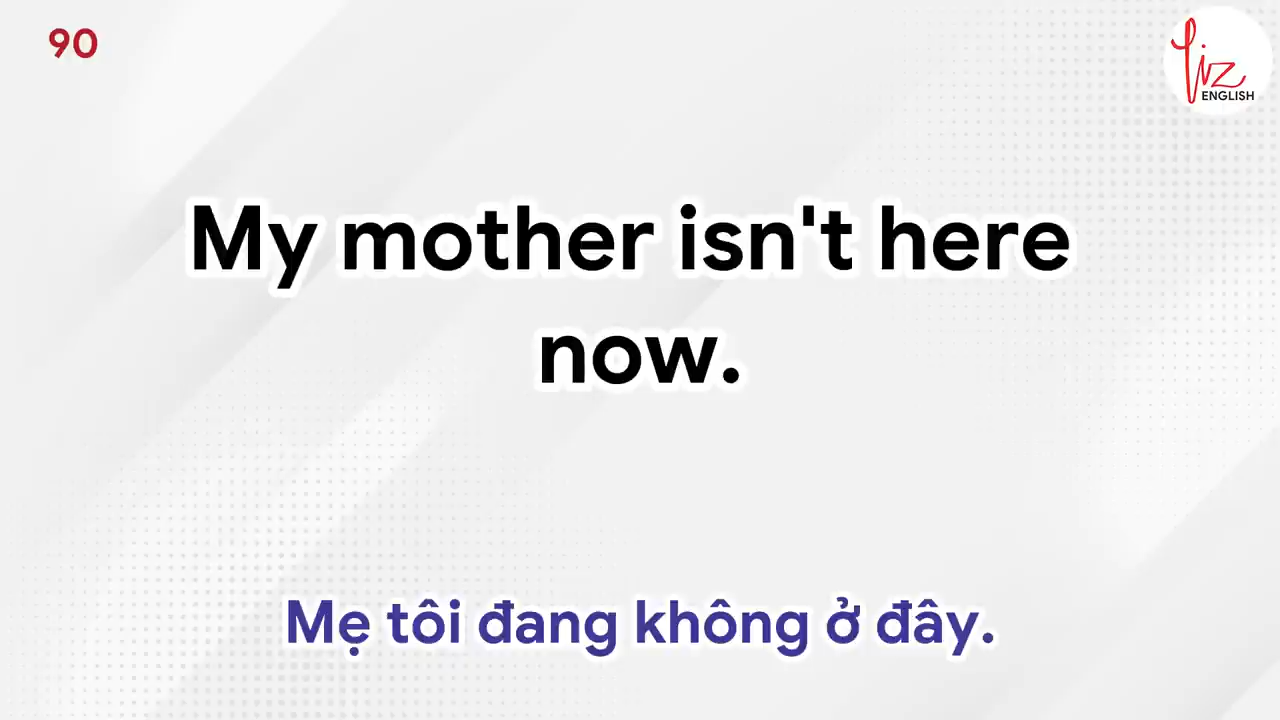 90
Liz
ENGLISH
My mother isn't here
now.
Mẹ tôi đang không ở đây.